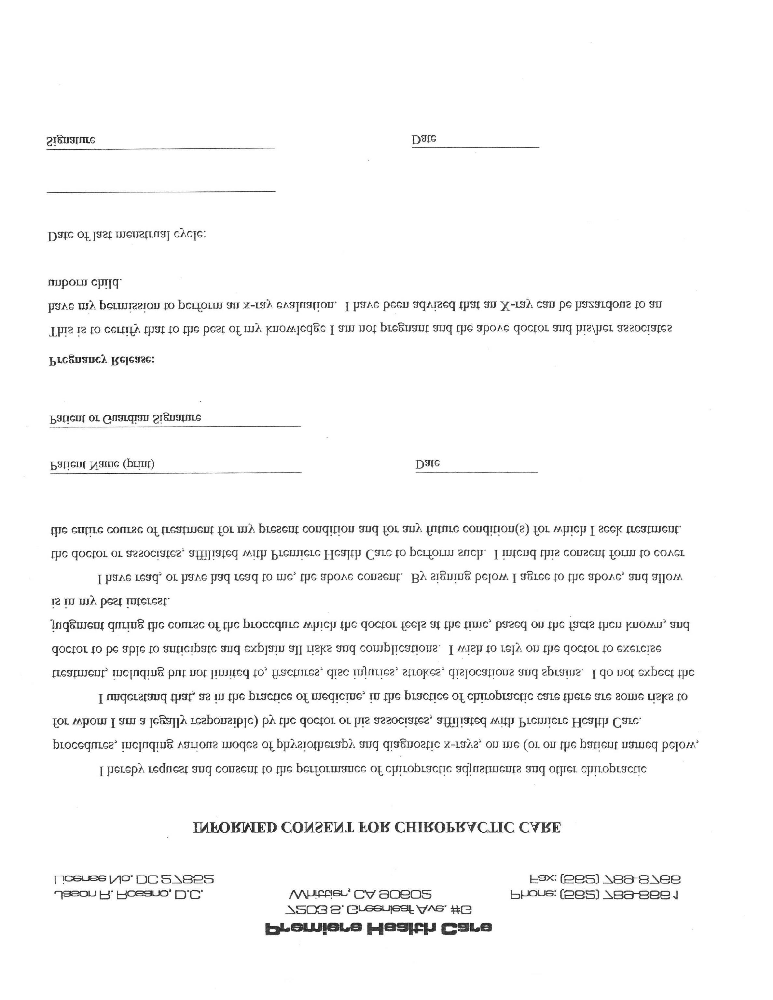 Premiere Health Care
7203 S. Greenleaf Ave. #G
Jason R. Rosano, D.C. Whittier, CA 90602 Phone: (562) 789-8661
License No. DC 27852 Fax: (562) 789-8766
INFORMED CONSENT FOR CHIROPRACTIC CARE
I hereby request and consent to the performance of chiropractic adjustments and other chiropractic
procedures, including various modes of physiotherapy and diagnostic x-rays, on me (or on the patient named below,
for whom I am a legally responsible) by the doctor or his associates, affiliated with Premiere Health Care.
I understand that, as in the practice of medicine, in the practice of chiropractic care there are some risks to
treatment, including but not limited to, fractures, disc injuries, strokes, dislocations and sprains. I do not expect the
doctor to be able to anticipate and explain all risks and complications. I wish to rely on the doctor to exercise
judgment during the course of the procedure which the doctor feels at the time, based on the facts then known, and
is in my best interest.
I have read, or have had read to me, the above consent. By signing below I agree to the above, and allow
the doctor or associates, affiliated with Premiere Health Care to perform such. I intend this consent form to cover
the entire course of treatment for my present condition and for any future condition(s) for which I seek treatment.
Patient Name (print) Date
Patient or Guardian Signature
Pregnancy Release:
This is to certify that to the best of my knowledge I am not pregnant and the above doctor and his/her associates
have my permission to perform an x-ray evaluation. I have been advised that an X-ray can be hazardous to an
unborn child.
Date of last menstrual cycle:
Signature Date